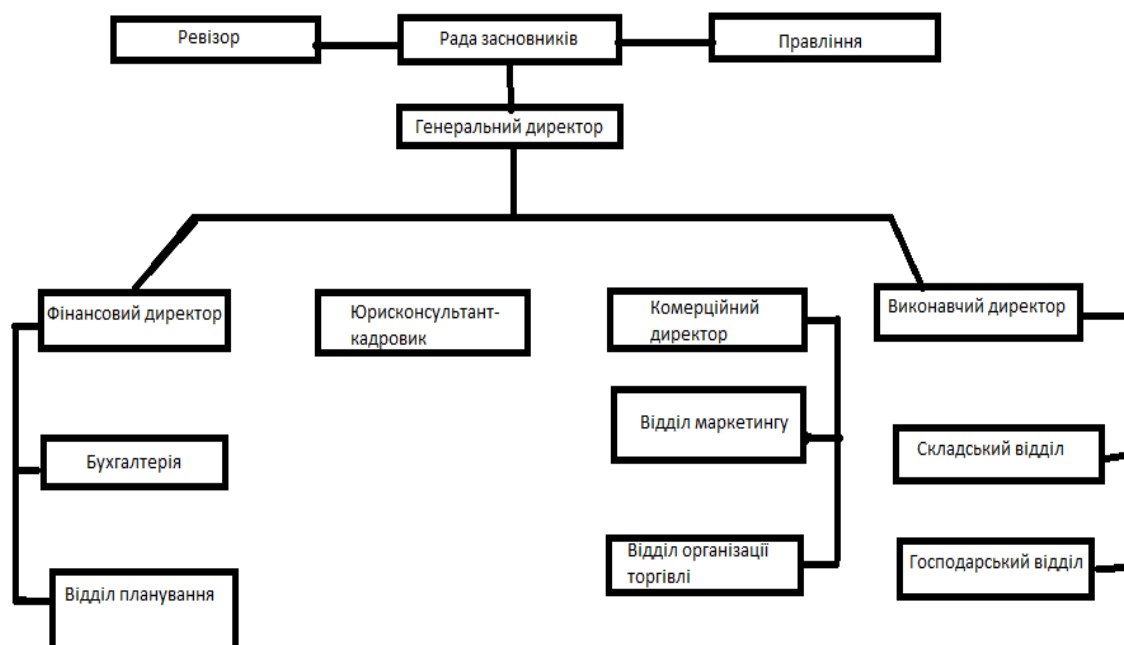 Ревізор
Рада засновників
Правління
Генеральний директор
Фінансовий директор
Юрисконсультант-
кадровик
Комерційний
директор
Виконавчий директор
Відділ маркетингу
Бухгалтерія
Складський відділ
Відділ організації
торгівлі
Господарський відділ
Відділ планування